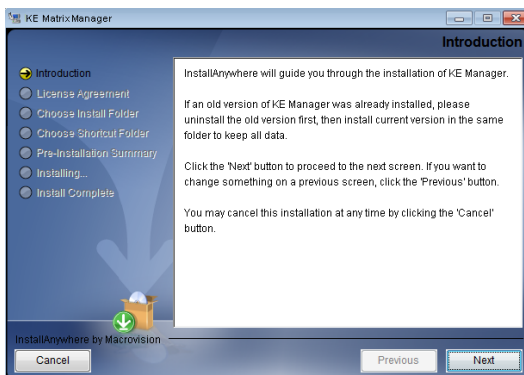 KE MatrixManager
Introduction
Introduction
License Agreement
Choose Install Folder
Choose Shortcut Folder
Pre-Installation Summary
Installing...
Install Complete
InstallAnywhere will guide you through the installation of KE Manager.
If an old version of KE Manager was already installed, please
uninstall the old version first, then install current version in the same
folder to keep all data.
Click the 'Next' button to proceed to the next screen. If you want to
change something on a previous screen, click the 'Previous' button.
You may cancel this installation at any time by clicking the 'Cancel'
button.
InstallAnywhere by Macrovision
Cancel
Previous
Next